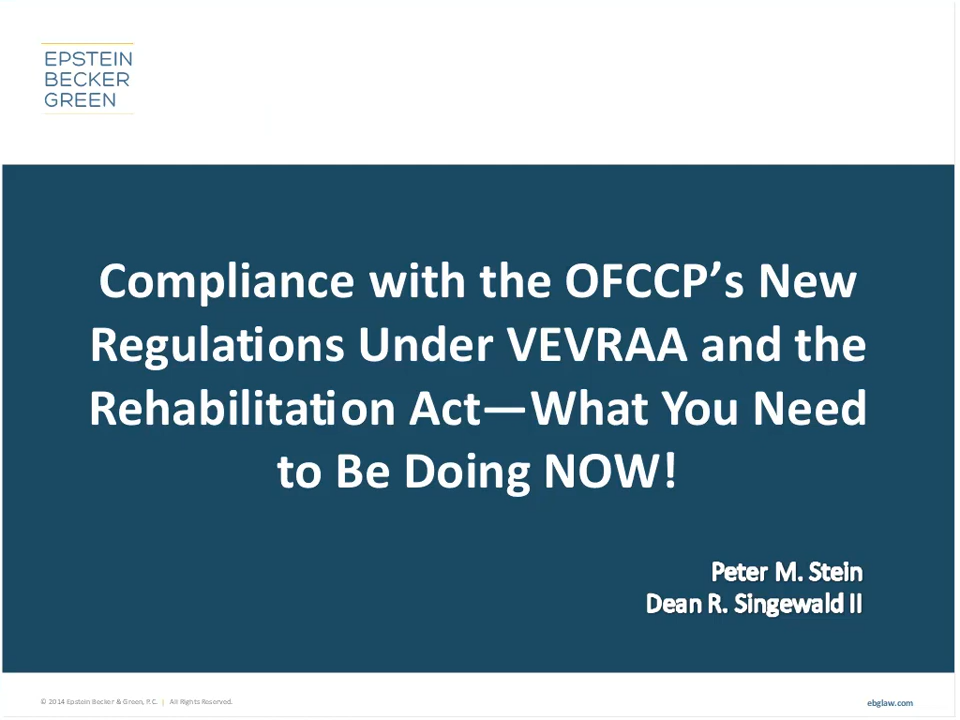 EPSTEIN
BECKER
GREEN
Compliance with the OFCCP’s New
Regulations Under VEVRAA and the
Rehabilitation Act—What You Need
to Be Doing NOW!
Peter M. Stein
Dean R. Singewald II
© 2014 Epstein Becker & Green, P.C. | All Rights Reserved.
ebglaw.com